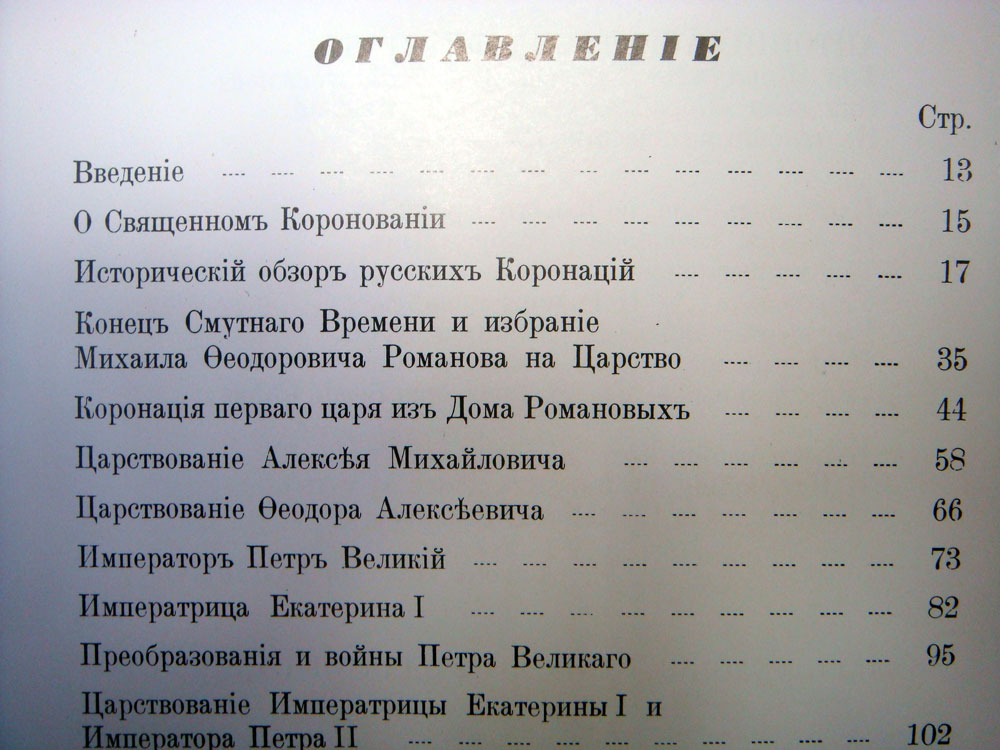 ОГЛАВЛЕНІЕ
Стр.
Введеніе .... .... .... .... .... .... .... .... .... .... .... .... .... .... 13
О Священномъ Коронованіи .... .... .... .... .... .... .... .... .... 15
Историческій обзоръ русскихъ Коронацій .... .... .... .... .... 17
Конецъ Смутнаго Времени и избраніе
Михаила Ѳеодоровича Романова на Царство .... .... .... .... 35
Коронація перваго царя изъ Дома Романовыхъ .... .... .... .... 44
Царствованіе Алексѣя Михайловича .... .... .... .... .... .... 58
Царствованіе Ѳеодора Алексѣевича .... .... .... .... .... .... .... 66
Императоръ Петръ Великій .... .... .... .... .... .... .... .... .... 73
Императрица Екатерина I .... .... .... .... .... .... .... .... .... 82
Преобразованія и войны Петра Великаго .... .... .... .... .... 95
Царствованіе Императрицы Екатерины I и
Императора Петра II .... .... .... .... .... .... .... .... .... .... 102